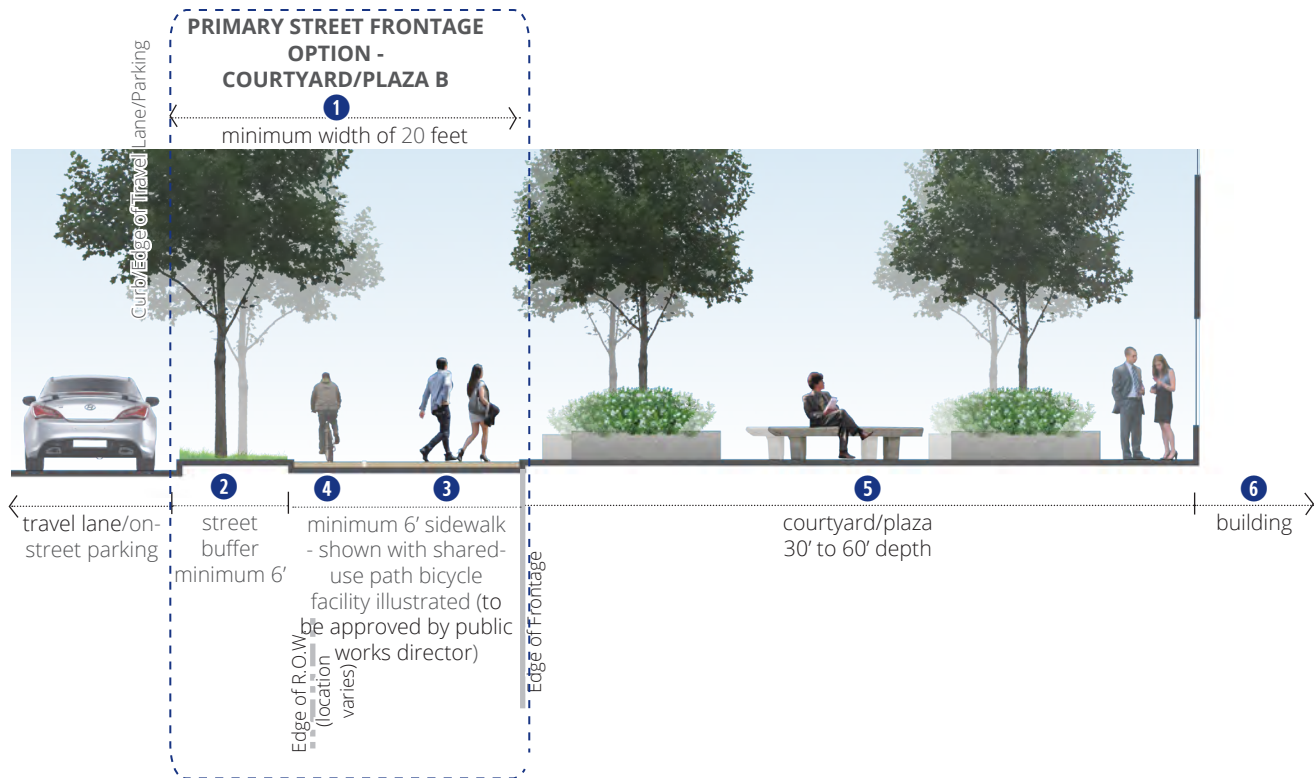 PRIMARY STREET FRONTAGE
OPTION -
COURTYARD/PLAZA B
1
minimum width of 20 feet
Curb/Edge of Travel Lane/Parking
2
4
3
5
6
travel lane/on-
street parking
street
buffer
minimum 6’
minimum 6’ sidewalk
- shown with shared-
use path bicycle
facility illustrated (to
be approved by public
works director)
courtyard/plaza
30’ to 60’ depth
building
Edge of R.O.W.
(location
varies)
Edge of Frontage